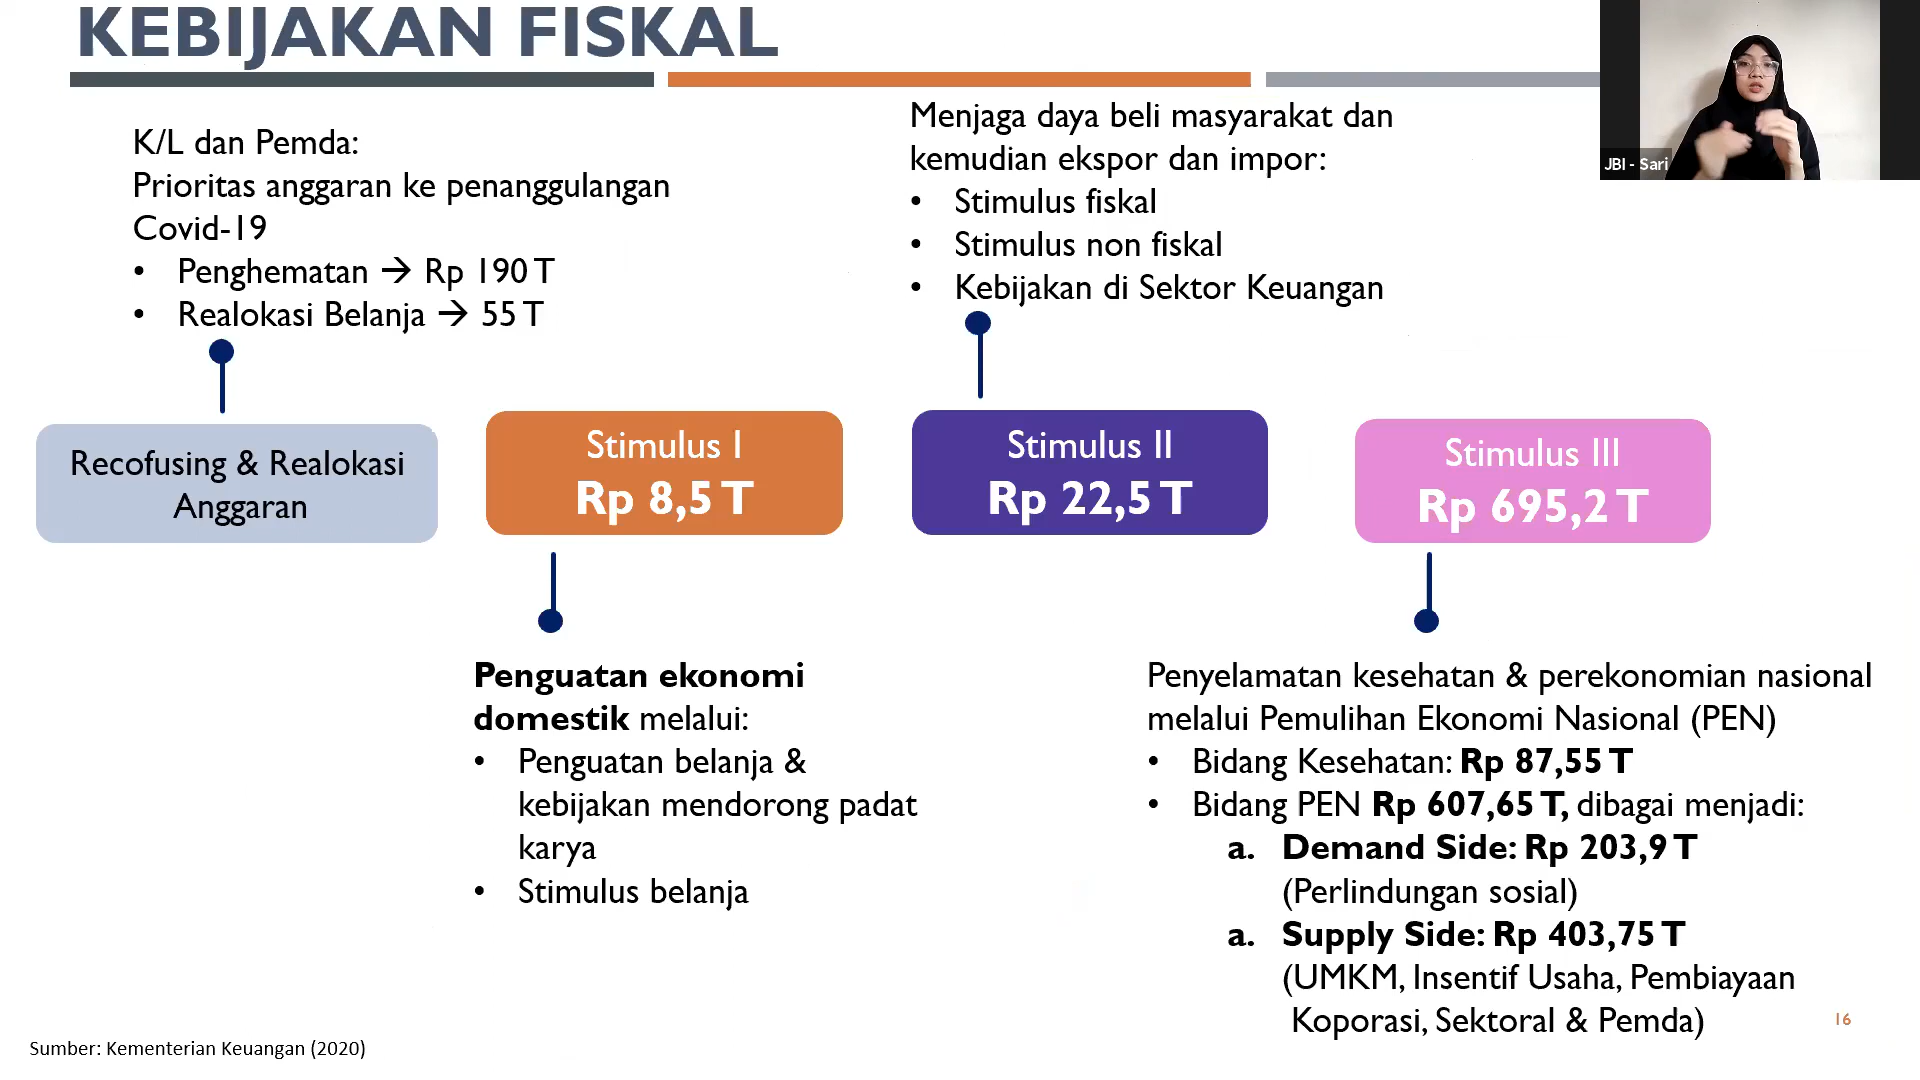 KEBIJAKAN FISKAL
JBI - Sari
K/L dan Pemda:
Prioritas anggaran ke penanggulangan
Covid-19
• Penghematan → Rp 190 T
• Realokasi Belanja → 55 T
Menjaga daya beli masyarakat dan
kemudian ekspor dan impor:
• Stimulus fiskal
• Stimulus non fiskal
• Kebijakan di Sektor Keuangan
Recofusing & Realokasi
Anggaran
Stimulus I
Rp 8,5 T
Stimulus II
Rp 22,5 T
Stimulus III
Rp 695,2 T
Penguatan ekonomi
domestik melalui:
• Penguatan belanja &
kebijakan mendorong padat
karya
• Stimulus belanja
Penyelamatan kesehatan & perekonomian nasional
melalui Pemulihan Ekonomi Nasional (PEN)
• Bidang Kesehatan: Rp 87,55 T
• Bidang PEN Rp 607,65 T, dibagai menjadi:
a. Demand Side: Rp 203,9 T
(Perlindungan sosial)
a. Supply Side: Rp 403,75 T
(UMKM, Insentif Usaha, Pembiayaan
Koporasi, Sektoral & Pemda)
16
Sumber: Kementerian Keuangan (2020)